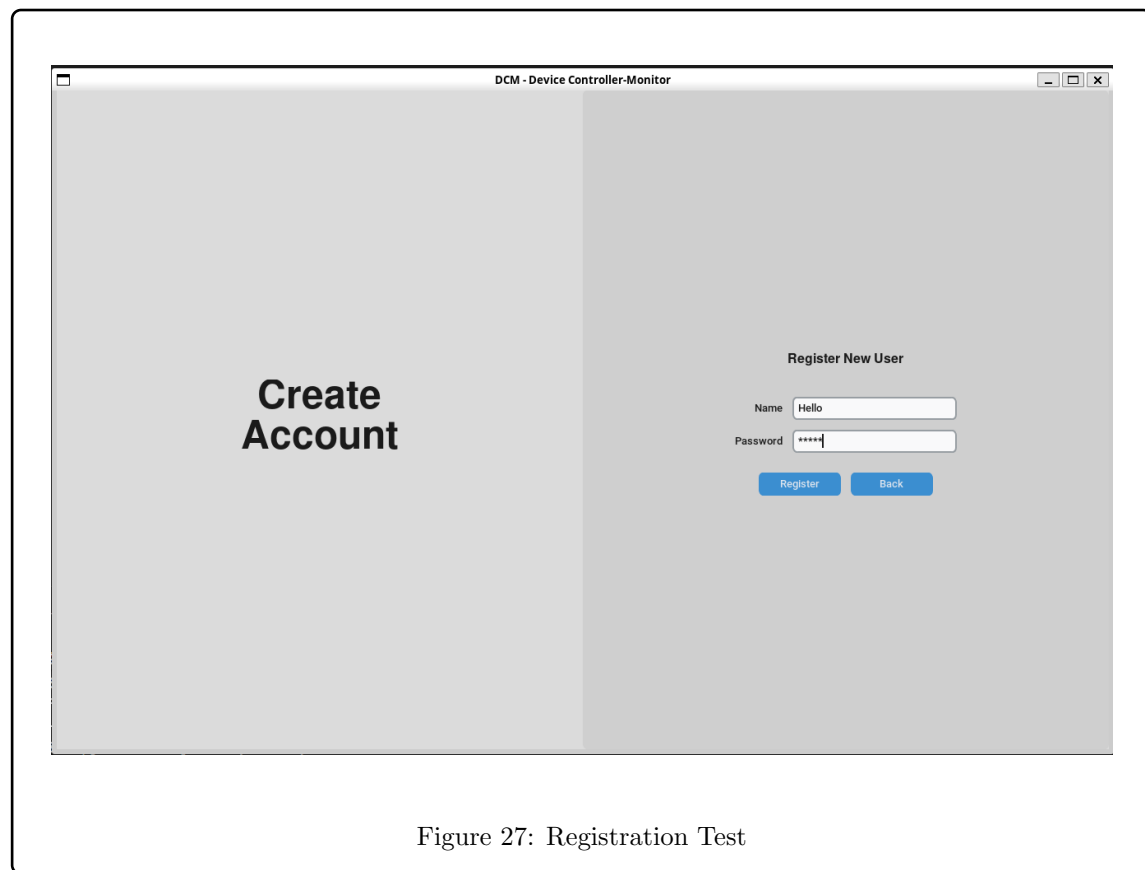 DCM - Device Controller-Monitor
Create
Account
Register New User
Name Hello
Password *****
Register Back
Figure 27: Registration Test